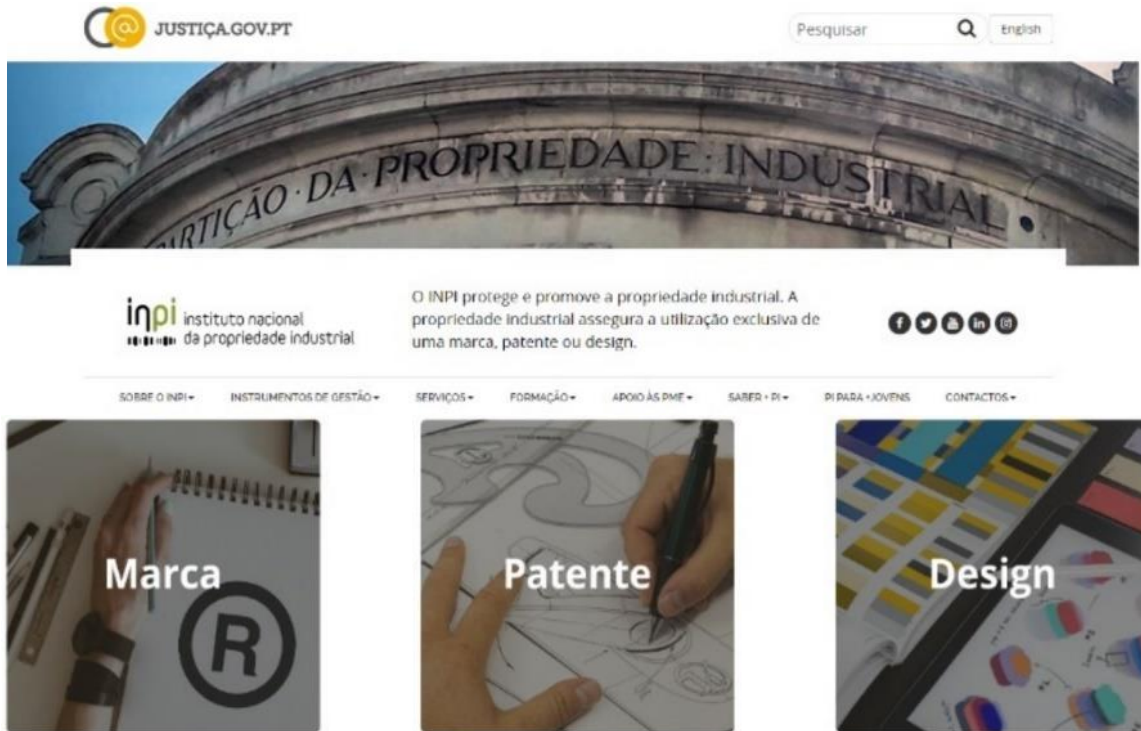 JUSTIÇA.GOV.PT
Pesquisar
English
PARTIÇÃO · DA · PROPRIEDADE · INDUSTRIAL
inpi instituto nacional
da propriedade industrial
O INPI protege e promove a propriedade industrial. A
propriedade industrial assegura a utilização exclusiva de
uma marca, patente ou design.
SOBRE O INPI
INSTRUMENTOS DE GESTÃO
SERVIÇOS
FORMAÇÃO
APOIO ÀS PME
SABER + PI
PI PARA +JOVENS
CONTACTOS
Marca
Patente
Design
R